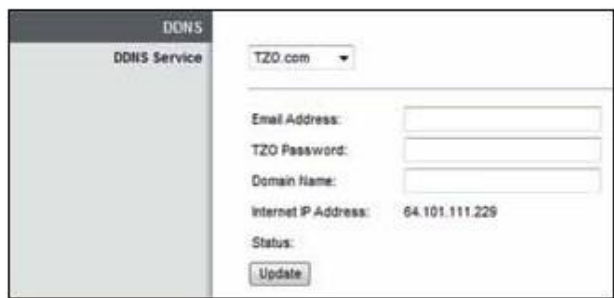 DDNS
DDNS Service TZO.com
Email Address:
TZO Password:
Domain Name:
Internet IP Address: 64.101.111.229
Status:
Update